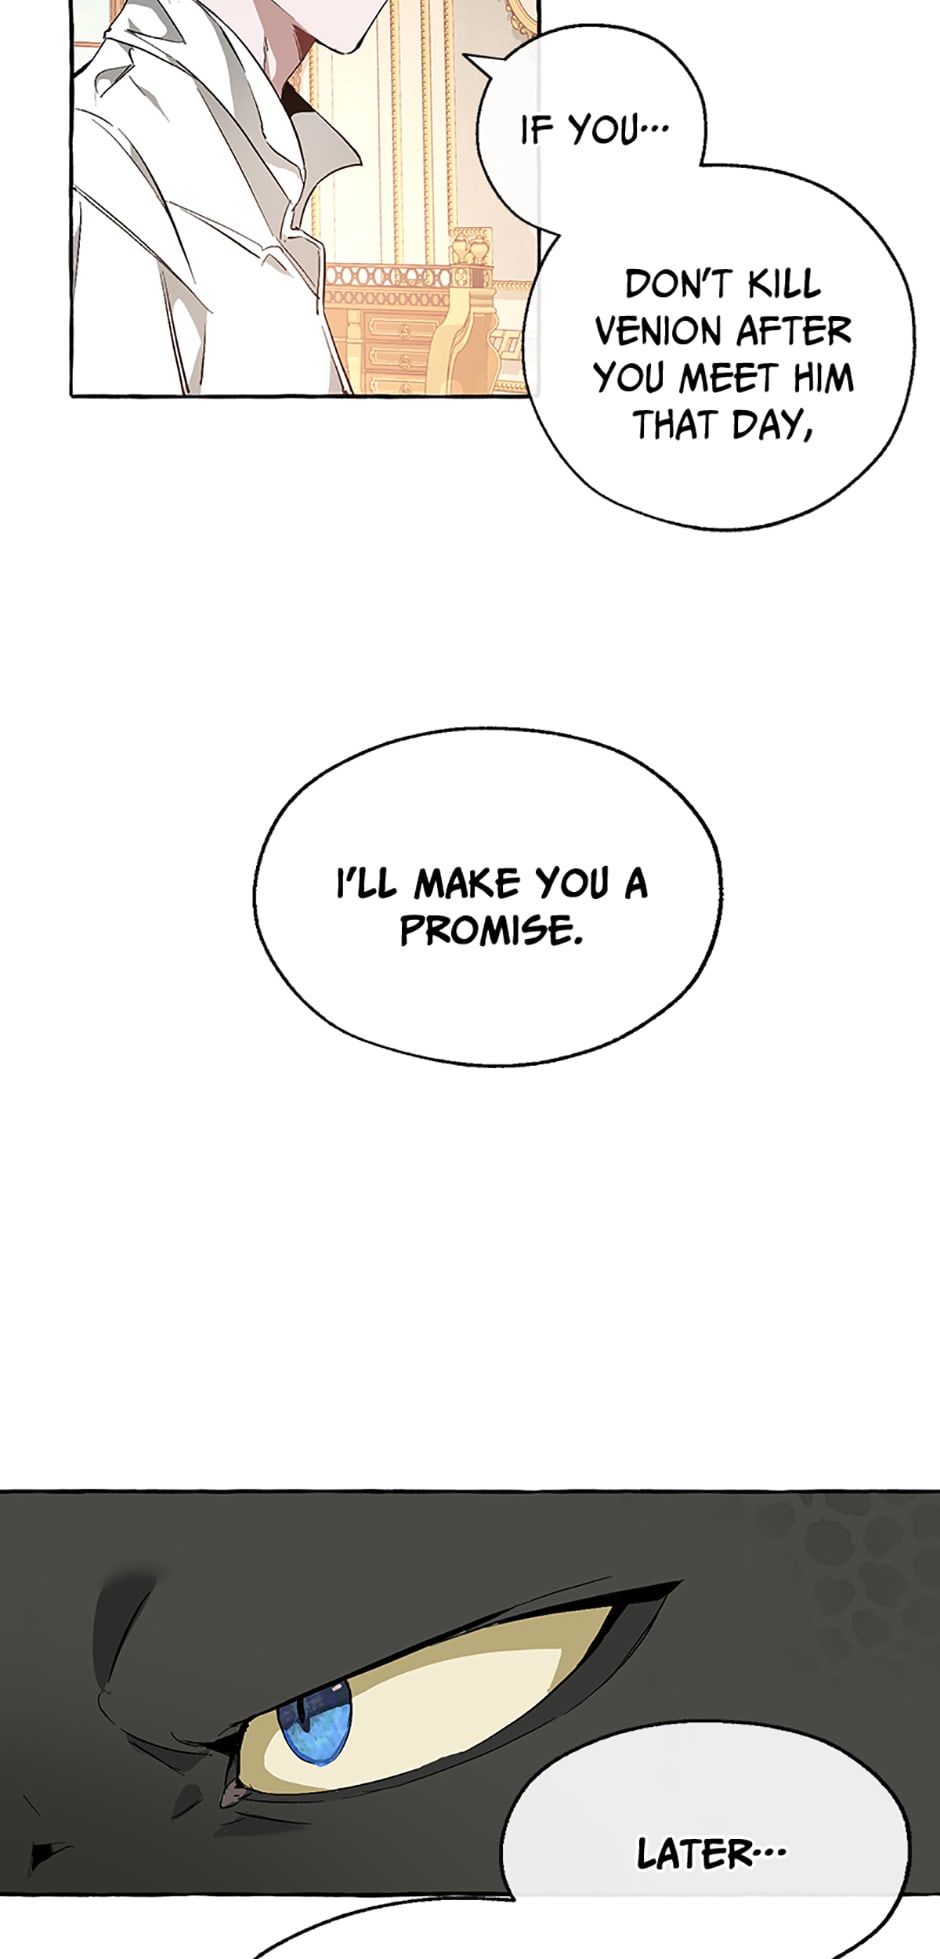 IF YOU...
DON'T KILL
VENION AFTER
YOU MEET HIM
THAT DAY,
I'LL MAKE YOU A
PROMISE.
LATER...